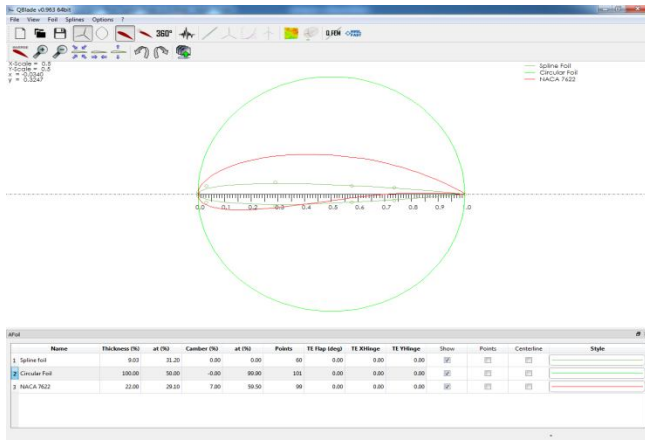 QBlade v0.963 64bit
File View Foil Splines Options ?
360°
QFEM
X-Scale = 0.8
Y-Scale = 0.5
x = -0.0340
y = 0.3247
Spline Foil
Circular Foil
NACA 7622
0.0 0.1 0.2 0.3 0.4 0.5 0.6 0.7 0.8 0.9 1.0
AFoil
Name Thickness (%) at (%) Camber (%) at (%) Points TE Flap (deg) TE XHinge TE YHinge Show Points Centerline Style
1 Spline foil 9.03 31.20 0.00 0.00 60 0.00 0.00 0.00
2 Circular Foil 100.00 50.00 -0.00 89.00 101 0.00 0.00 0.00
3 NACA 7622 22.00 29.10 7.00 59.50 99 0.00 0.00 0.00